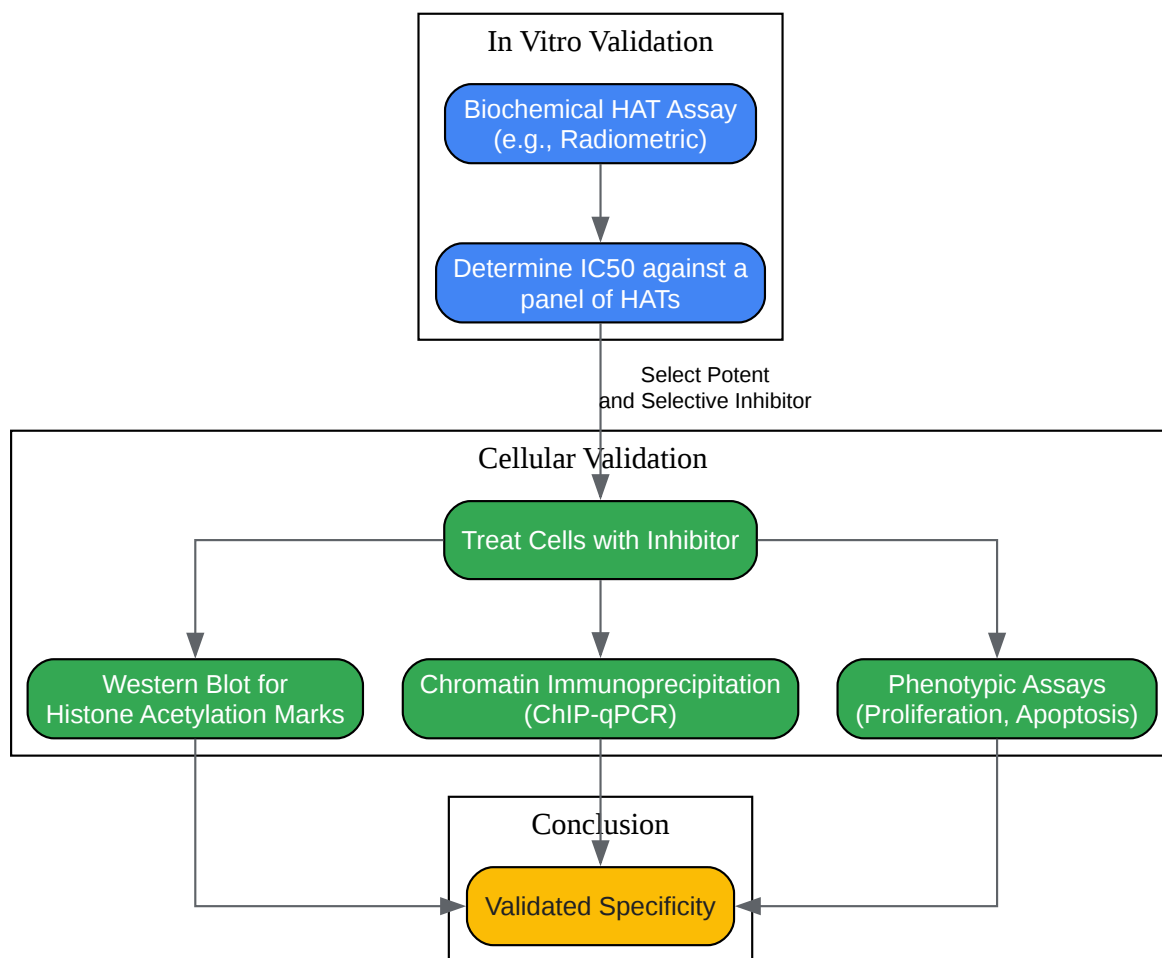 In Vitro Validation
Biochemical HAT Assay
(e.g., Radiometric)
Determine IC50 against a
panel of HATs
Select Potent
and Selective Inhibitor
Cellular Validation
Treat Cells with Inhibitor
Western Blot for
Histone Acetylation Marks
Chromatin Immunoprecipitation
(ChIP-qPCR)
Phenotypic Assays
(Proliferation, Apoptosis)
Conclusion
Validated Specificity